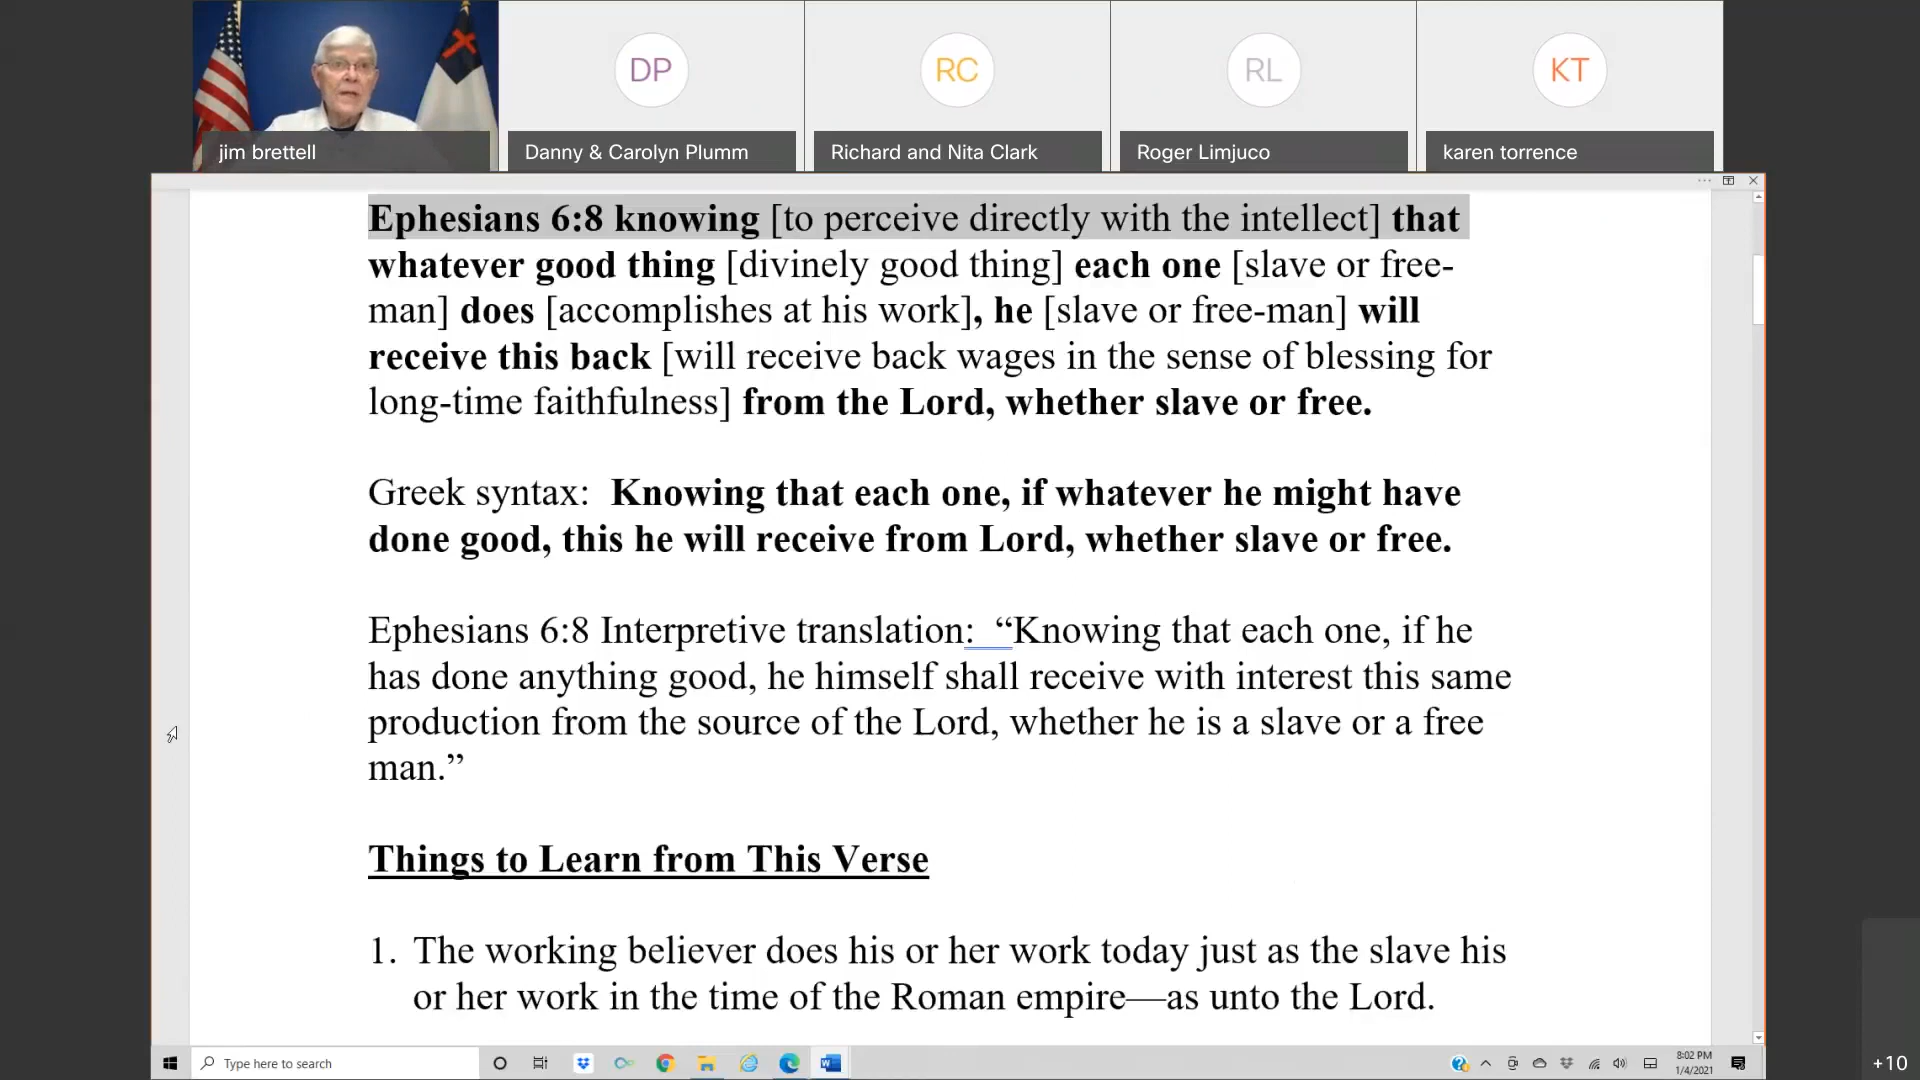 DP
RC
RL
KT
jim brettell
Danny & Carolyn Plumm
Richard and Nita Clark
Roger Limjuco
karen torrence
Ephesians 6:8 knowing [to perceive directly with the intellect] that
whatever good thing [divinely good thing] each one [slave or free-
man] does [accomplishes at his work], he [slave or free-man] will
receive this back [will receive back wages in the sense of blessing for
long-time faithfulness] from the Lord, whether slave or free.
Greek syntax:  Knowing that each one, if whatever he might have
done good, this he will receive from Lord, whether slave or free.
Ephesians 6:8 Interpretive translation:  “Knowing that each one, if he
has done anything good, he himself shall receive with interest this same
production from the source of the Lord, whether he is a slave or a free
man.”
Things to Learn from This Verse
1. The working believer does his or her work today just as the slave his
or her work in the time of the Roman empire—as unto the Lord.
Type here to search
8:02 PM
1/4/2021
+10